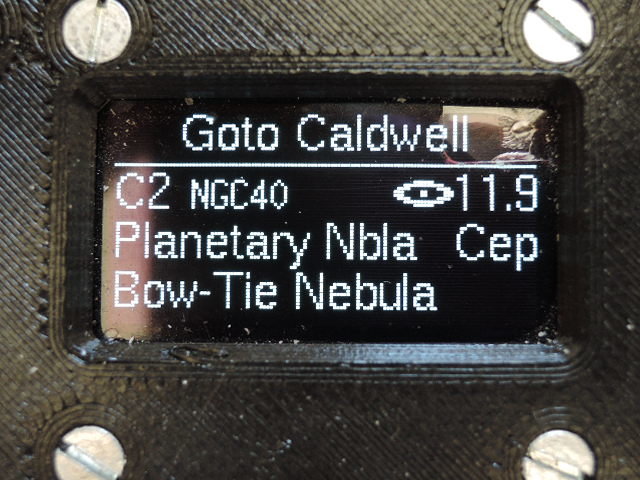 Goto Caldwell
C2 NGC40 11.9
Planetary Nbla Cep
Bow-Tie Nebula